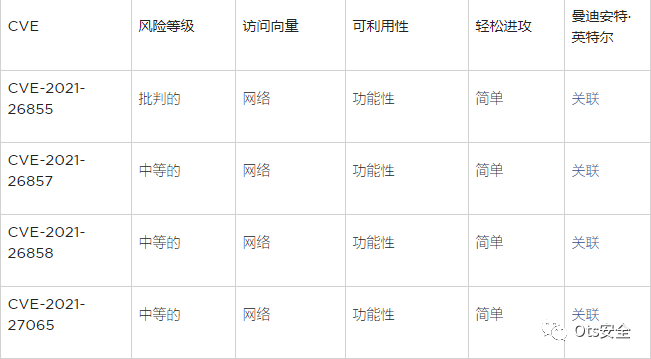 CVE 风险等级 访问向量 可利用性 轻松进攻 曼迪安特·
英特尔
CVE-2021-
26855 批判的 网络 功能性 简单 关联
CVE-2021-
26857 中等的 网络 功能性 简单 关联
CVE-2021-
26858 中等的 网络 功能性 简单 关联
CVE-2021-
27065 中等的 网络 功能性 简单 关联
Ots安全